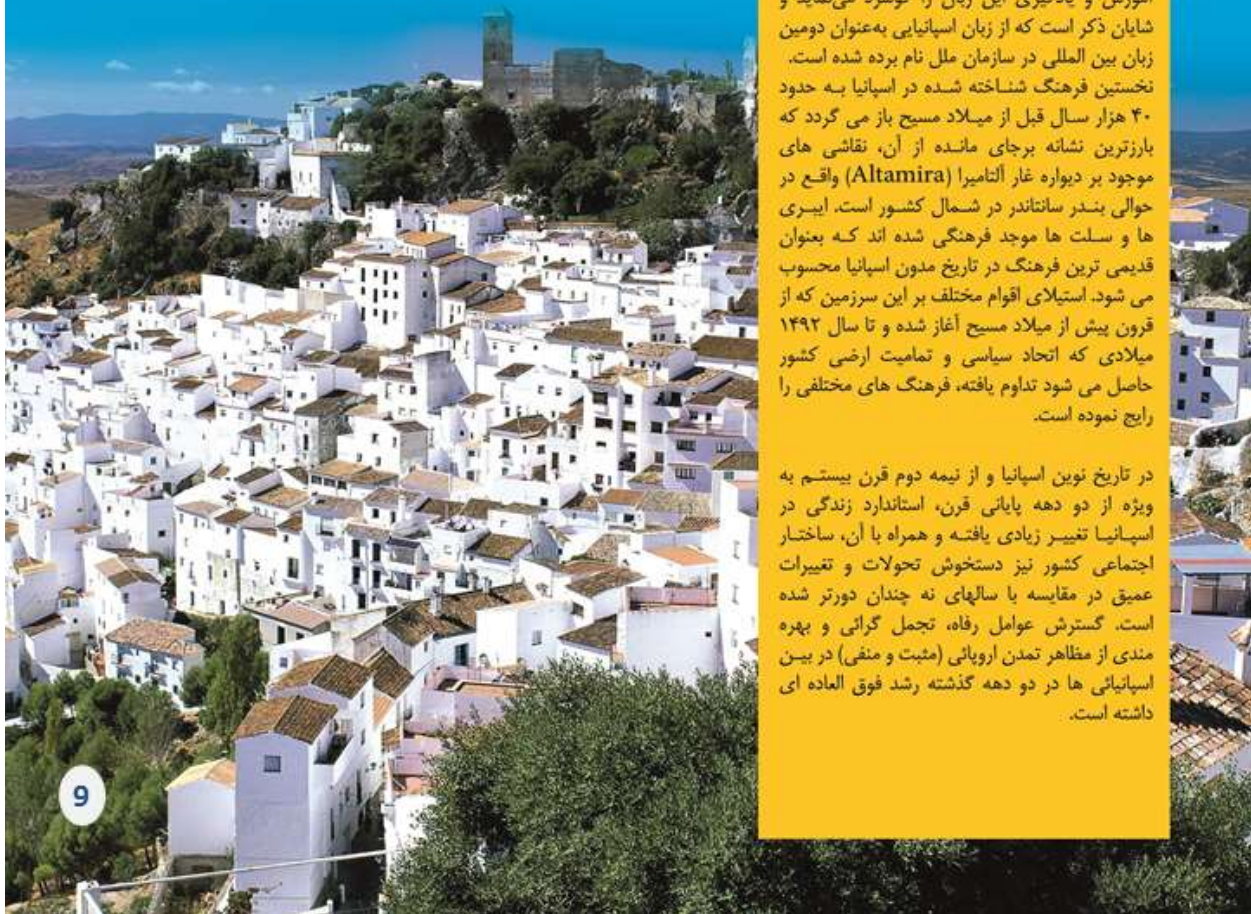 آموزش و یادگیری این زبان را گوشزد می‌نماید و
شایان ذکر است که از زبان اسپانیایی به‌عنوان دومین
زبان بین المللی در سازمان ملل نام برده شده است.
نخستین فرهنگ شناخته شده در اسپانیا به حدود
۴۰ هزار سال قبل از میلاد مسیح باز می گردد که
بارزترین نشانه برجای مانده از آن، نقاشی های
موجود بر دیواره غار آلتامیرا (Altamira) واقع در
حوالی بندر سانتاندر در شمال کشور است. ایبری
ها و سلت ها موجد فرهنگی شده اند که بعنوان
قدیمی ترین فرهنگ در تاریخ مدون اسپانیا محسوب
می شود. استیلای اقوام مختلف بر این سرزمین که از
قرون پیش از میلاد مسیح آغاز شده و تا سال ۱۴۹۲
میلادی که اتحاد سیاسی و تمامیت ارضی کشور
حاصل می شود تداوم یافته، فرهنگ های مختلفی را
رایج نموده است.
در تاریخ نوین اسپانیا و از نیمه دوم قرن بیستم به
ویژه از دو دهه پایانی قرن، استاندارد زندگی در
اسپانیا تغییر زیادی یافته و همراه با آن، ساختار
اجتماعی کشور نیز دستخوش تحولات و تغییرات
عمیق در مقایسه با سالهای نه چندان دورتر شده
است. گسترش عوامل رفاه، تجمل گرائی و بهره
مندی از مظاهر تمدن اروپائی (مثبت و منفی) در بین
اسپانیائی ها در دو دهه گذشته رشد فوق العاده ای
داشته است.
9